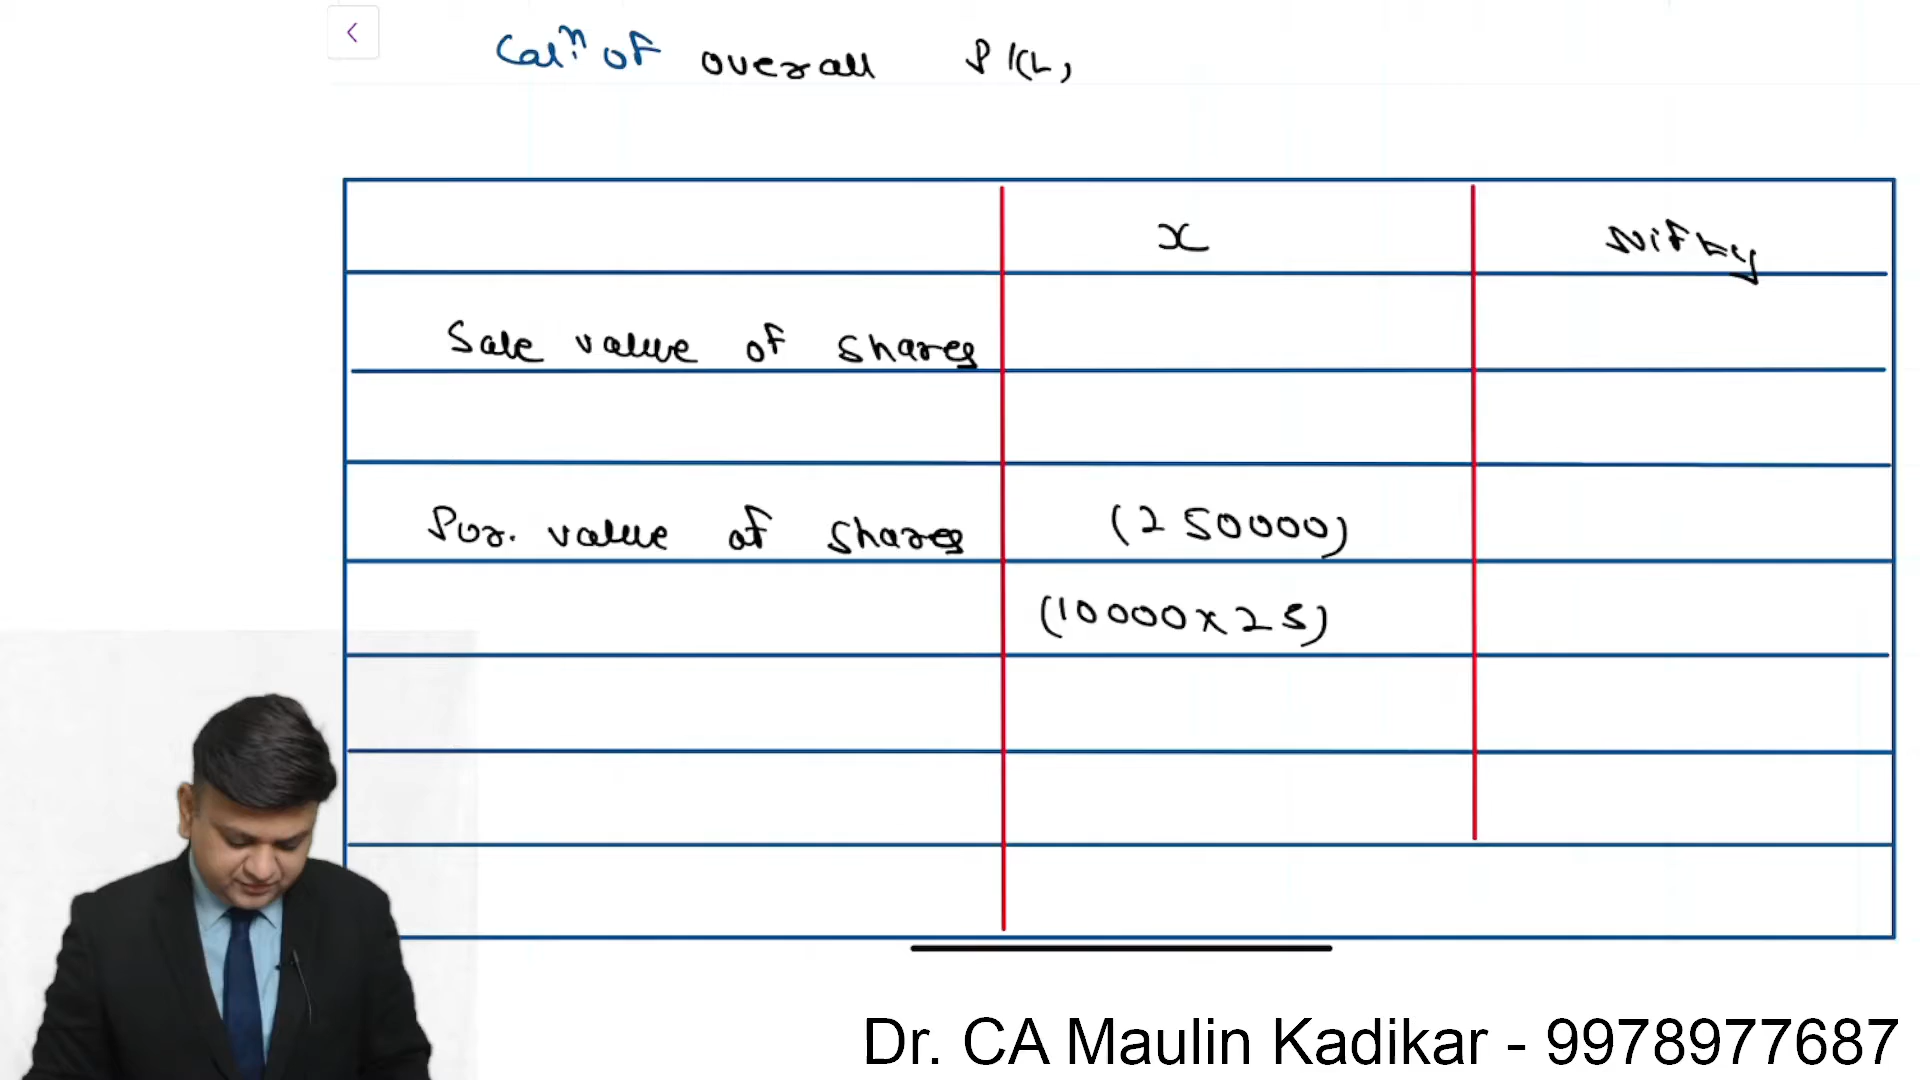 Calⁿ. of overall P/(L)
x Nifty
Sale value of shares
Pur. value of shares (250000)
(10000x25)
Dr. CA Maulin Kadikar - 9978977687